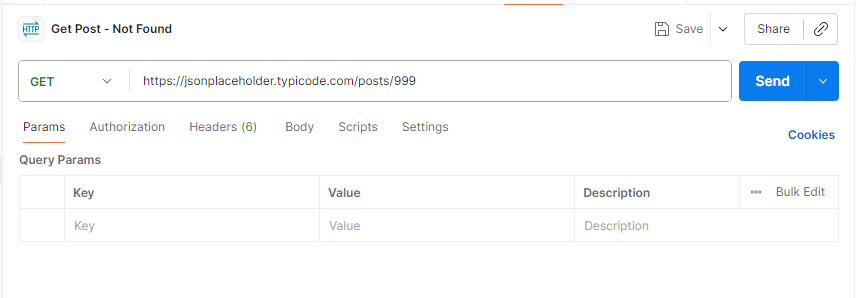 HTTP Get Post - Not Found Save Share
GET https://jsonplaceholder.typicode.com/posts/999 Send
Params Authorization Headers (6) Body Scripts Settings Cookies
Query Params
Key Value Description Bulk Edit
Key Value Description